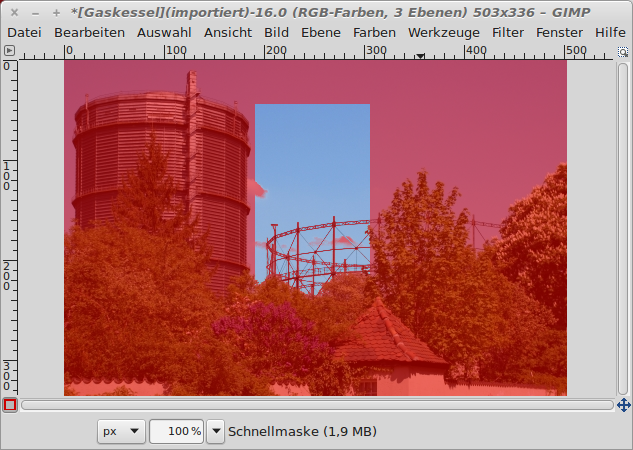 *[Gaskessel](importiert)-16.0 (RGB-Farben, 3 Ebenen) 503x336 – GIMP
Datei Bearbeiten Auswahl Ansicht Bild Ebene Farben Werkzeuge Filter Fenster Hilfe
0 100 200 300 400 500
0
100
200
300
px 100 % Schnellmaske (1,9 MB)